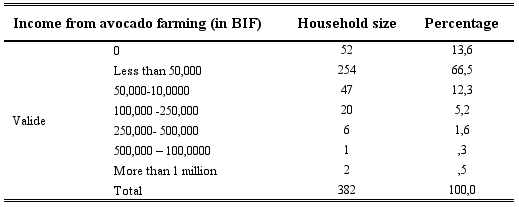 Income from avocado farming (in BIF) Household size Percentage
0 52 13,6
Less than 50,000 254 66,5
50,000-10,0000 47 12,3
100,000 -250,000 20 5,2
Valide
250,000- 500,000 6 1,6
500,000 – 100,0000 1 ,3
More than 1 million 2 ,5
Total 382 100,0